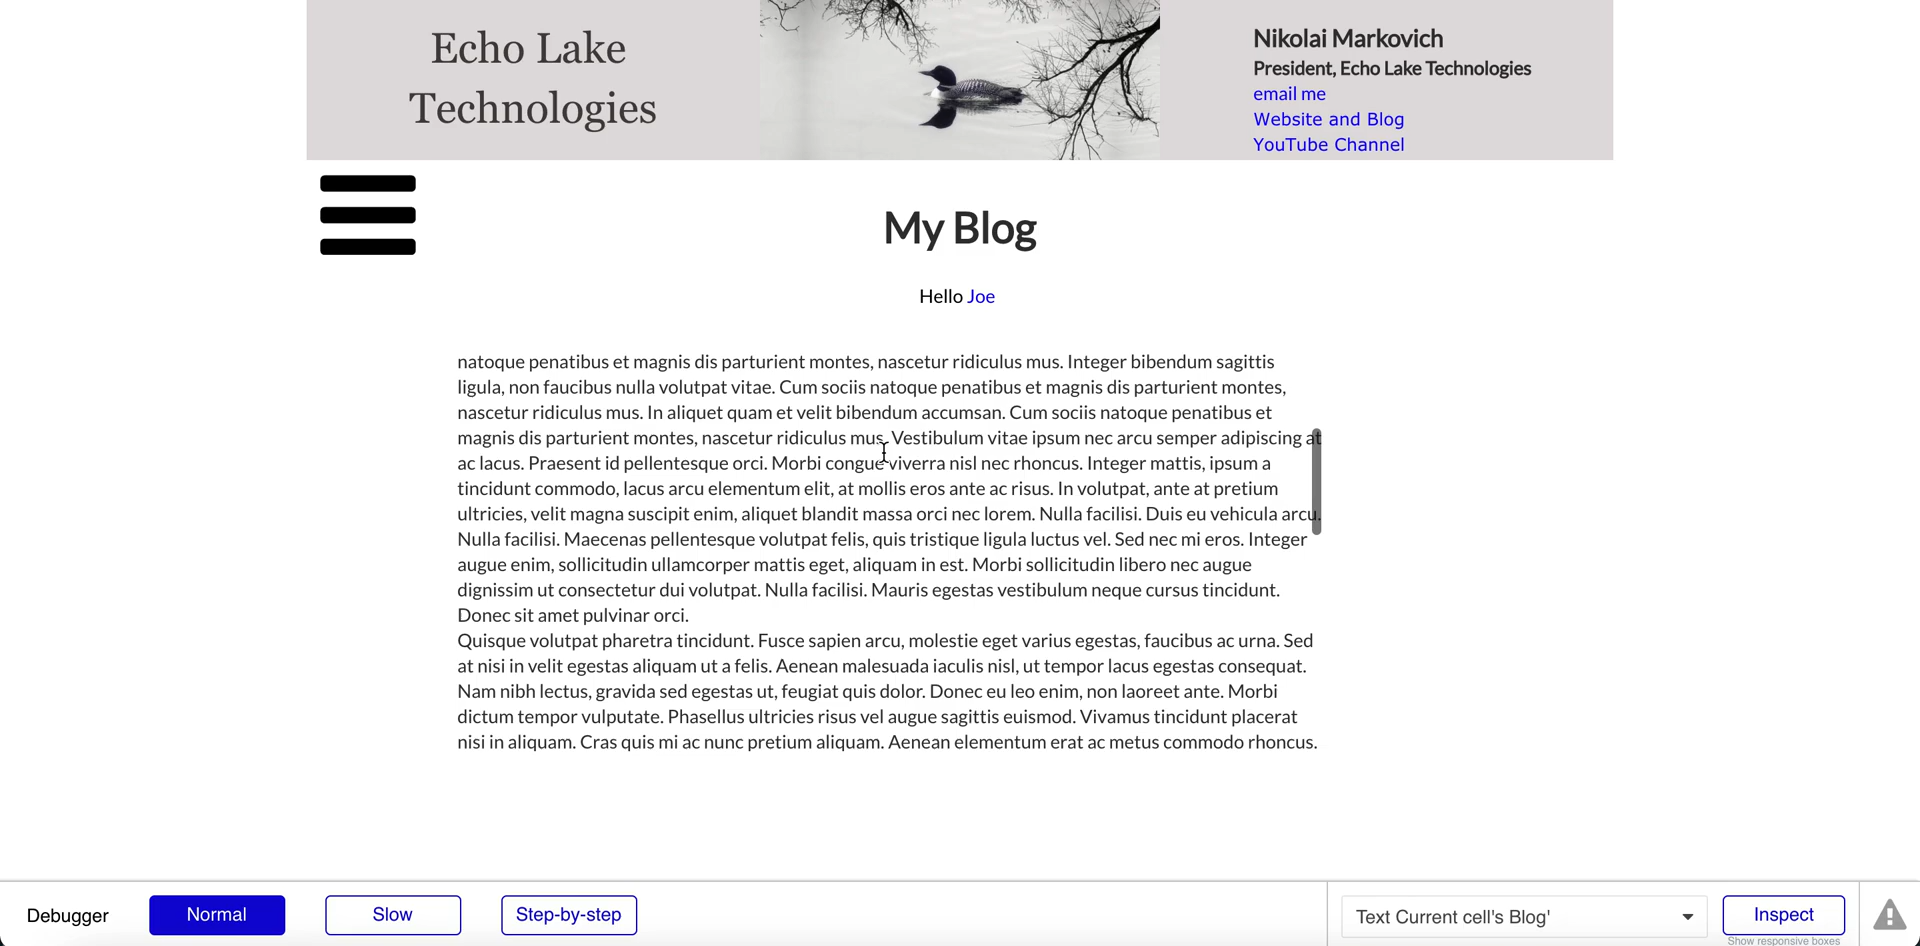 Echo Lake
Technologies
Nikolai Markovich
President, Echo Lake Technologies
email me
Website and Blog
YouTube Channel
My Blog
Hello Joe
natoque penatibus et magnis dis parturient montes, nascetur ridiculus mus. Integer bibendum sagittis
ligula, non faucibus nulla volutpat vitae. Cum sociis natoque penatibus et magnis dis parturient montes,
nascetur ridiculus mus. In aliquet quam et velit bibendum accumsan. Cum sociis natoque penatibus et
magnis dis parturient montes, nascetur ridiculus mus. Vestibulum vitae ipsum nec arcu semper adipiscing at
ac lacus. Praesent id pellentesque orci. Morbi congue viverra nisl nec rhoncus. Integer mattis, ipsum a
tincidunt commodo, lacus arcu elementum elit, at mollis eros ante ac risus. In volutpat, ante at pretium
ultricies, velit magna suscipit enim, aliquet blandit massa orci nec lorem. Nulla facilisi. Duis eu vehicula arcu.
Nulla facilisi. Maecenas pellentesque volutpat felis, quis tristique ligula luctus vel. Sed nec mi eros. Integer
augue enim, sollicitudin ullamcorper mattis eget, aliquam in est. Morbi sollicitudin libero nec augue
dignissim ut consectetur dui volutpat. Nulla facilisi. Mauris egestas vestibulum neque cursus tincidunt.
Donec sit amet pulvinar orci.
Quisque volutpat pharetra tincidunt. Fusce sapien arcu, molestie eget varius egestas, faucibus ac urna. Sed
at nisi in velit egestas aliquam ut a felis. Aenean malesuada iaculis nisl, ut tempor lacus egestas consequat.
Nam nibh lectus, gravida sed egestas ut, feugiat quis dolor. Donec eu leo enim, non laoreet ante. Morbi
dictum tempor vulputate. Phasellus ultricies risus vel augue sagittis euismod. Vivamus tincidunt placerat
nisi in aliquam. Cras quis mi ac nunc pretium aliquam. Aenean elementum erat ac metus commodo rhoncus.
Debugger
Normal
Slow
Step-by-step
Text Current cell's Blog'
Inspect
Show responsive boxes